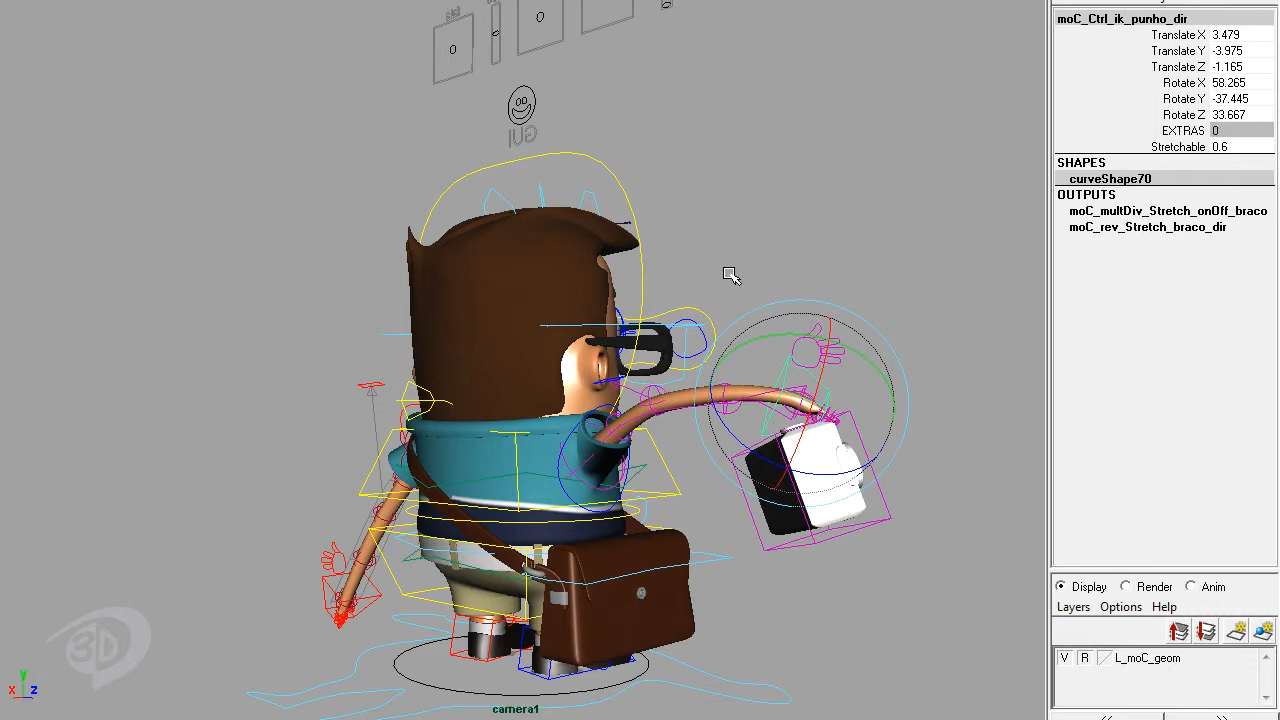 moC_Ctrl_ik_punho_dir
Translate X 3.479
Translate Y -3.975
Translate Z -1.165
Rotate X 58.265
Rotate Y -37.445
Rotate Z 33.667
EXTRAS 0
Stretchable 0.6
SHAPES
curveShape70
OUTPUTS
moC_multDiv_Stretch_onOff_braco
moC_rev_Stretch_braco_dir
Display Render Anim
Layers Options Help
V R L_moC_geom
GUI
3D
y
x z
camera1